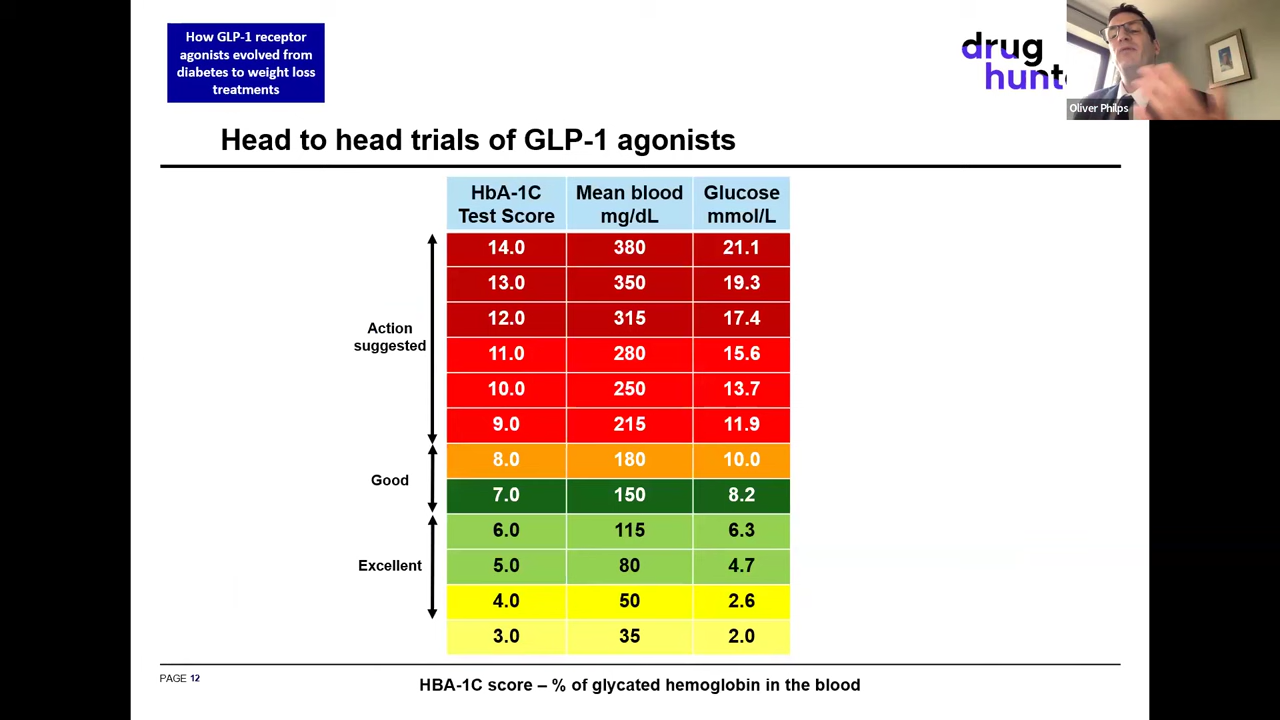 How GLP-1 receptor
agonists evolved from
diabetes to weight loss
treatments
drug
hunt
Oliver Philps
Head to head trials of GLP-1 agonists
HbA-1C Test Score Mean blood mg/dL Glucose mmol/L
14.0 380 21.1
13.0 350 19.3
12.0 315 17.4
Action
suggested
11.0 280 15.6
10.0 250 13.7
9.0 215 11.9
8.0 180 10.0
Good
7.0 150 8.2
6.0 115 6.3
Excellent
5.0 80 4.7
4.0 50 2.6
3.0 35 2.0
PAGE 12
HBA-1C score – % of glycated hemoglobin in the blood